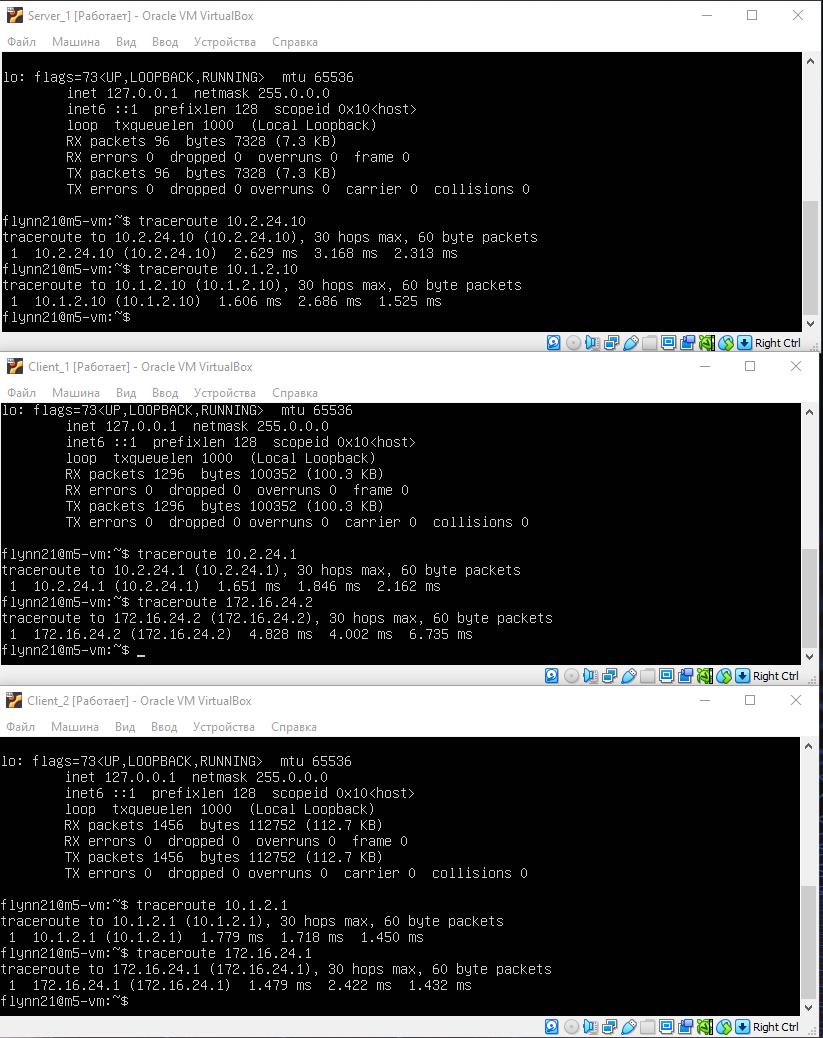 Server_1 [Работает] - Oracle VM VirtualBox
Файл Машина Вид Ввод Устройства Справка
lo: flags=73<UP,LOOPBACK,RUNNING>  mtu 65536
        inet 127.0.0.1  netmask 255.0.0.0
        inet6 ::1  prefixlen 128  scopeid 0x10<host>
        loop  txqueuelen 1000  (Local Loopback)
        RX packets 96  bytes 7328 (7.3 KB)
        RX errors 0  dropped 0  overruns 0  frame 0
        TX packets 96  bytes 7328 (7.3 KB)
        TX errors 0  dropped 0 overruns 0  carrier 0  collisions 0
flynn21@m5-vm:~$ traceroute 10.2.24.10
traceroute to 10.2.24.10 (10.2.24.10), 30 hops max, 60 byte packets
 1  10.2.24.10 (10.2.24.10)  2.629 ms  3.168 ms  2.313 ms
flynn21@m5-vm:~$ traceroute 10.1.2.10
traceroute to 10.1.2.10 (10.1.2.10), 30 hops max, 60 byte packets
 1  10.1.2.10 (10.1.2.10)  1.606 ms  2.686 ms  1.525 ms
flynn21@m5-vm:~$
Right Ctrl
Client_1 [Работает] - Oracle VM VirtualBox
Файл Машина Вид Ввод Устройства Справка
lo: flags=73<UP,LOOPBACK,RUNNING>  mtu 65536
        inet 127.0.0.1  netmask 255.0.0.0
        inet6 ::1  prefixlen 128  scopeid 0x10<host>
        loop  txqueuelen 1000  (Local Loopback)
        RX packets 1296  bytes 100352 (100.3 KB)
        RX errors 0  dropped 0  overruns 0  frame 0
        TX packets 1296  bytes 100352 (100.3 KB)
        TX errors 0  dropped 0 overruns 0  carrier 0  collisions 0
flynn21@m5-vm:~$ traceroute 10.2.24.1
traceroute to 10.2.24.1 (10.2.24.1), 30 hops max, 60 byte packets
 1  10.2.24.1 (10.2.24.1)  1.651 ms  1.846 ms  2.162 ms
flynn21@m5-vm:~$ traceroute 172.16.24.2
traceroute to 172.16.24.2 (172.16.24.2), 30 hops max, 60 byte packets
 1  172.16.24.2 (172.16.24.2)  4.828 ms  4.002 ms  6.735 ms
flynn21@m5-vm:~$ _
Right Ctrl
Client_2 [Работает] - Oracle VM VirtualBox
Файл Машина Вид Ввод Устройства Справка
lo: flags=73<UP,LOOPBACK,RUNNING>  mtu 65536
        inet 127.0.0.1  netmask 255.0.0.0
        inet6 ::1  prefixlen 128  scopeid 0x10<host>
        loop  txqueuelen 1000  (Local Loopback)
        RX packets 1456  bytes 112752 (112.7 KB)
        RX errors 0  dropped 0  overruns 0  frame 0
        TX packets 1456  bytes 112752 (112.7 KB)
        TX errors 0  dropped 0 overruns 0  carrier 0  collisions 0
flynn21@m5-vm:~$ traceroute 10.1.2.1
traceroute to 10.1.2.1 (10.1.2.1), 30 hops max, 60 byte packets
 1  10.1.2.1 (10.1.2.1)  1.779 ms  1.718 ms  1.450 ms
flynn21@m5-vm:~$ traceroute 172.16.24.1
traceroute to 172.16.24.1 (172.16.24.1), 30 hops max, 60 byte packets
 1  172.16.24.1 (172.16.24.1)  1.479 ms  2.422 ms  1.432 ms
flynn21@m5-vm:~$
Right Ctrl